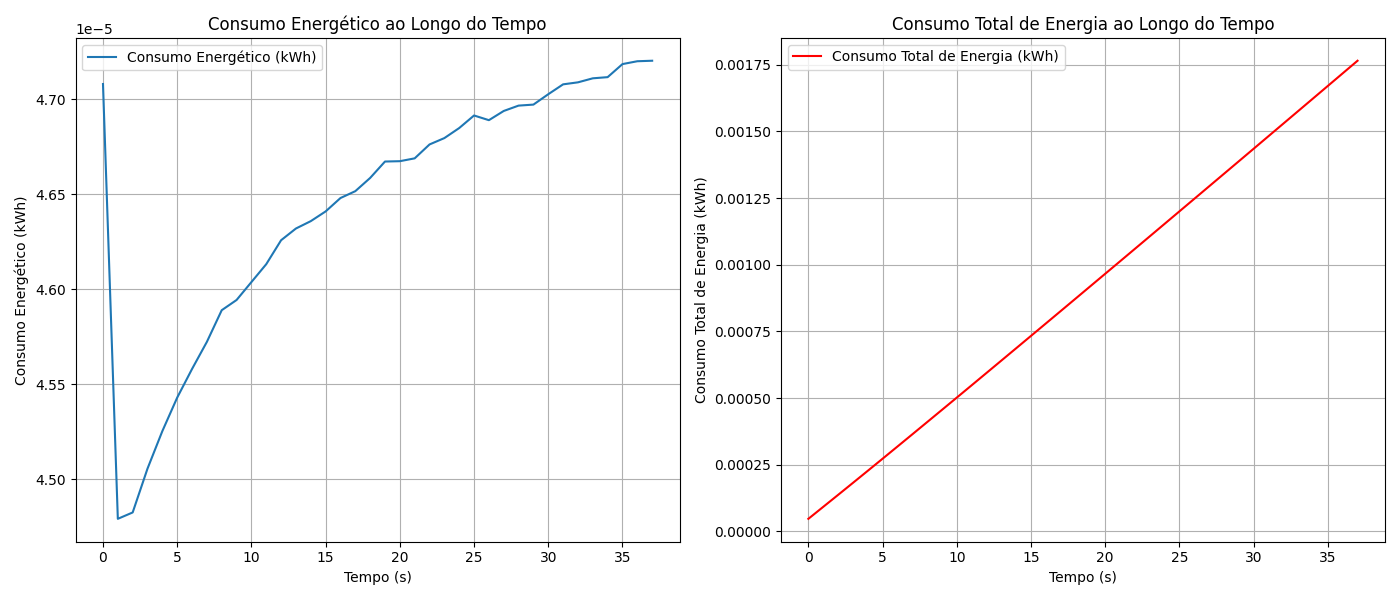 Consumo Energético ao Longo do Tempo
1e−5
Consumo Energético (kWh)
4.70
4.65
4.60
4.55
4.50
Consumo Energético (kWh)
0 5 10 15 20 25 30 35
Tempo (s)
Consumo Total de Energia ao Longo do Tempo
Consumo Total de Energia (kWh)
0.00175
0.00150
0.00125
0.00100
0.00075
0.00050
0.00025
0.00000
Consumo Total de Energia (kWh)
0 5 10 15 20 25 30 35
Tempo (s)